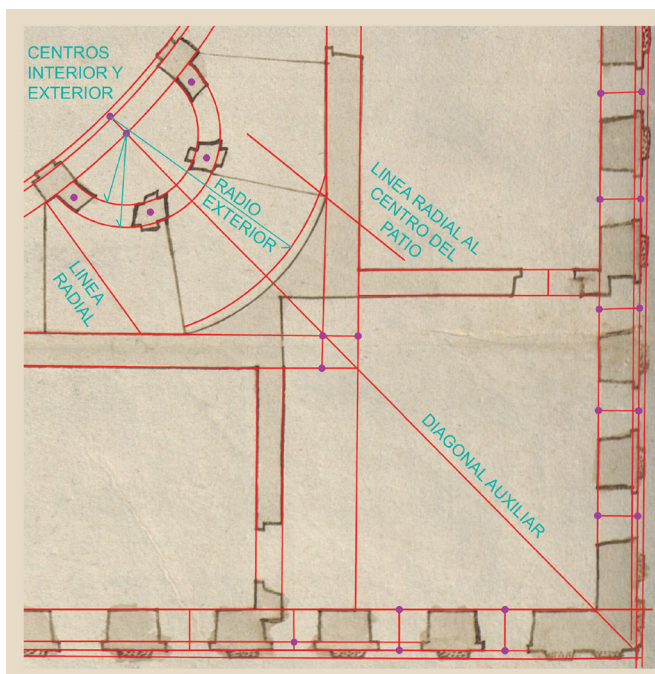 CENTROS
INTERIOR Y
EXTERIOR
RADIO
EXTERIOR
LINEA RADIAL AL
CENTRO DEL
PATIO
LINEA
RADIAL
DIAGONAL AUXILIAR